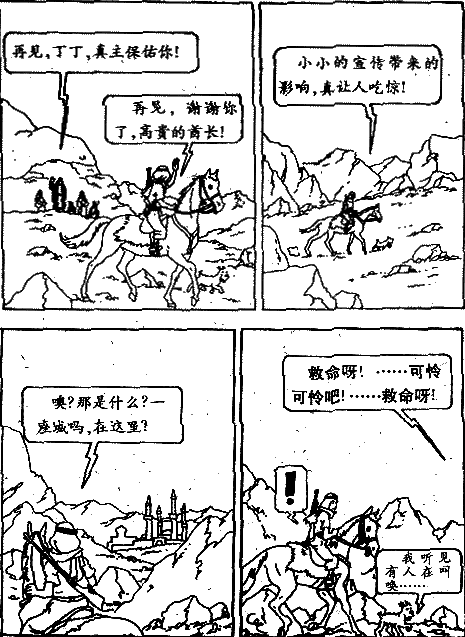 再见，丁丁，真主保佑你！
再见，谢谢你
了，高贵的酋长！
小小的宣传带来的
影响，真让人吃惊！
噢？那是什么？一
座城吗，在这里？
救命呀！……可怜
可怜吧！……救命呀！
！
我听见
有人在叫
唤……